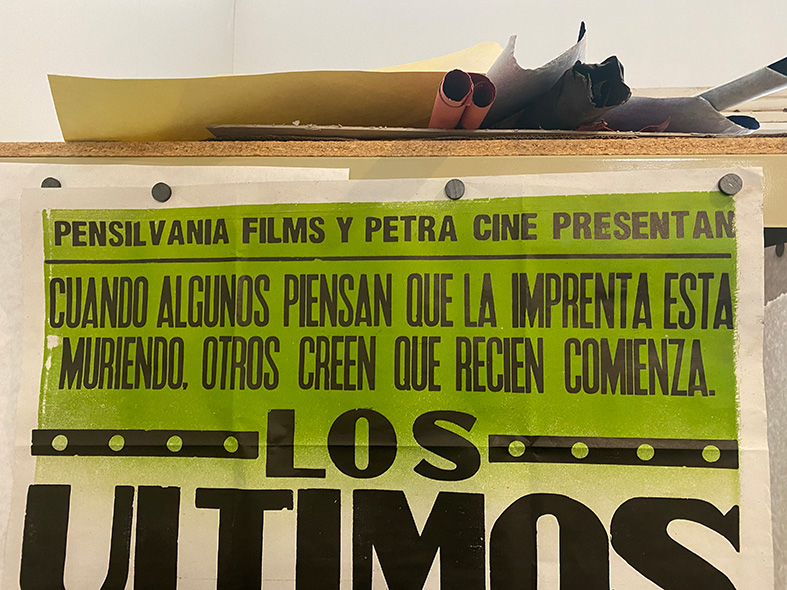 PENSILVANIA FILMS Y PETRA CINE PRESENTAN
CUANDO ALGUNOS PIENSAN QUE LA IMPRENTA ESTA
MURIENDO, OTROS CREEN QUE RECIEN COMIENZA.
LOS
ULTIMOS